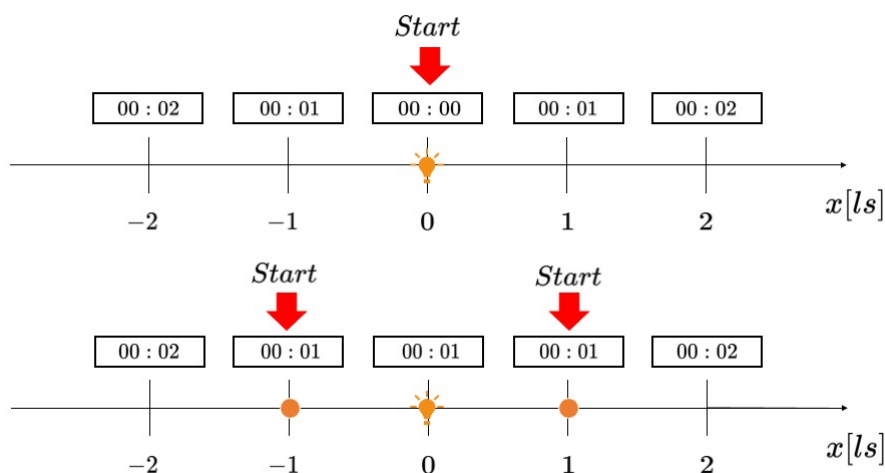 Start
00 : 02 00 : 01 00 : 00 00 : 01 00 : 02
−2 −1 0 1 2 x[ls]
Start Start
00 : 02 00 : 01 00 : 01 00 : 01 00 : 02
−2 −1 0 1 2 x[ls]